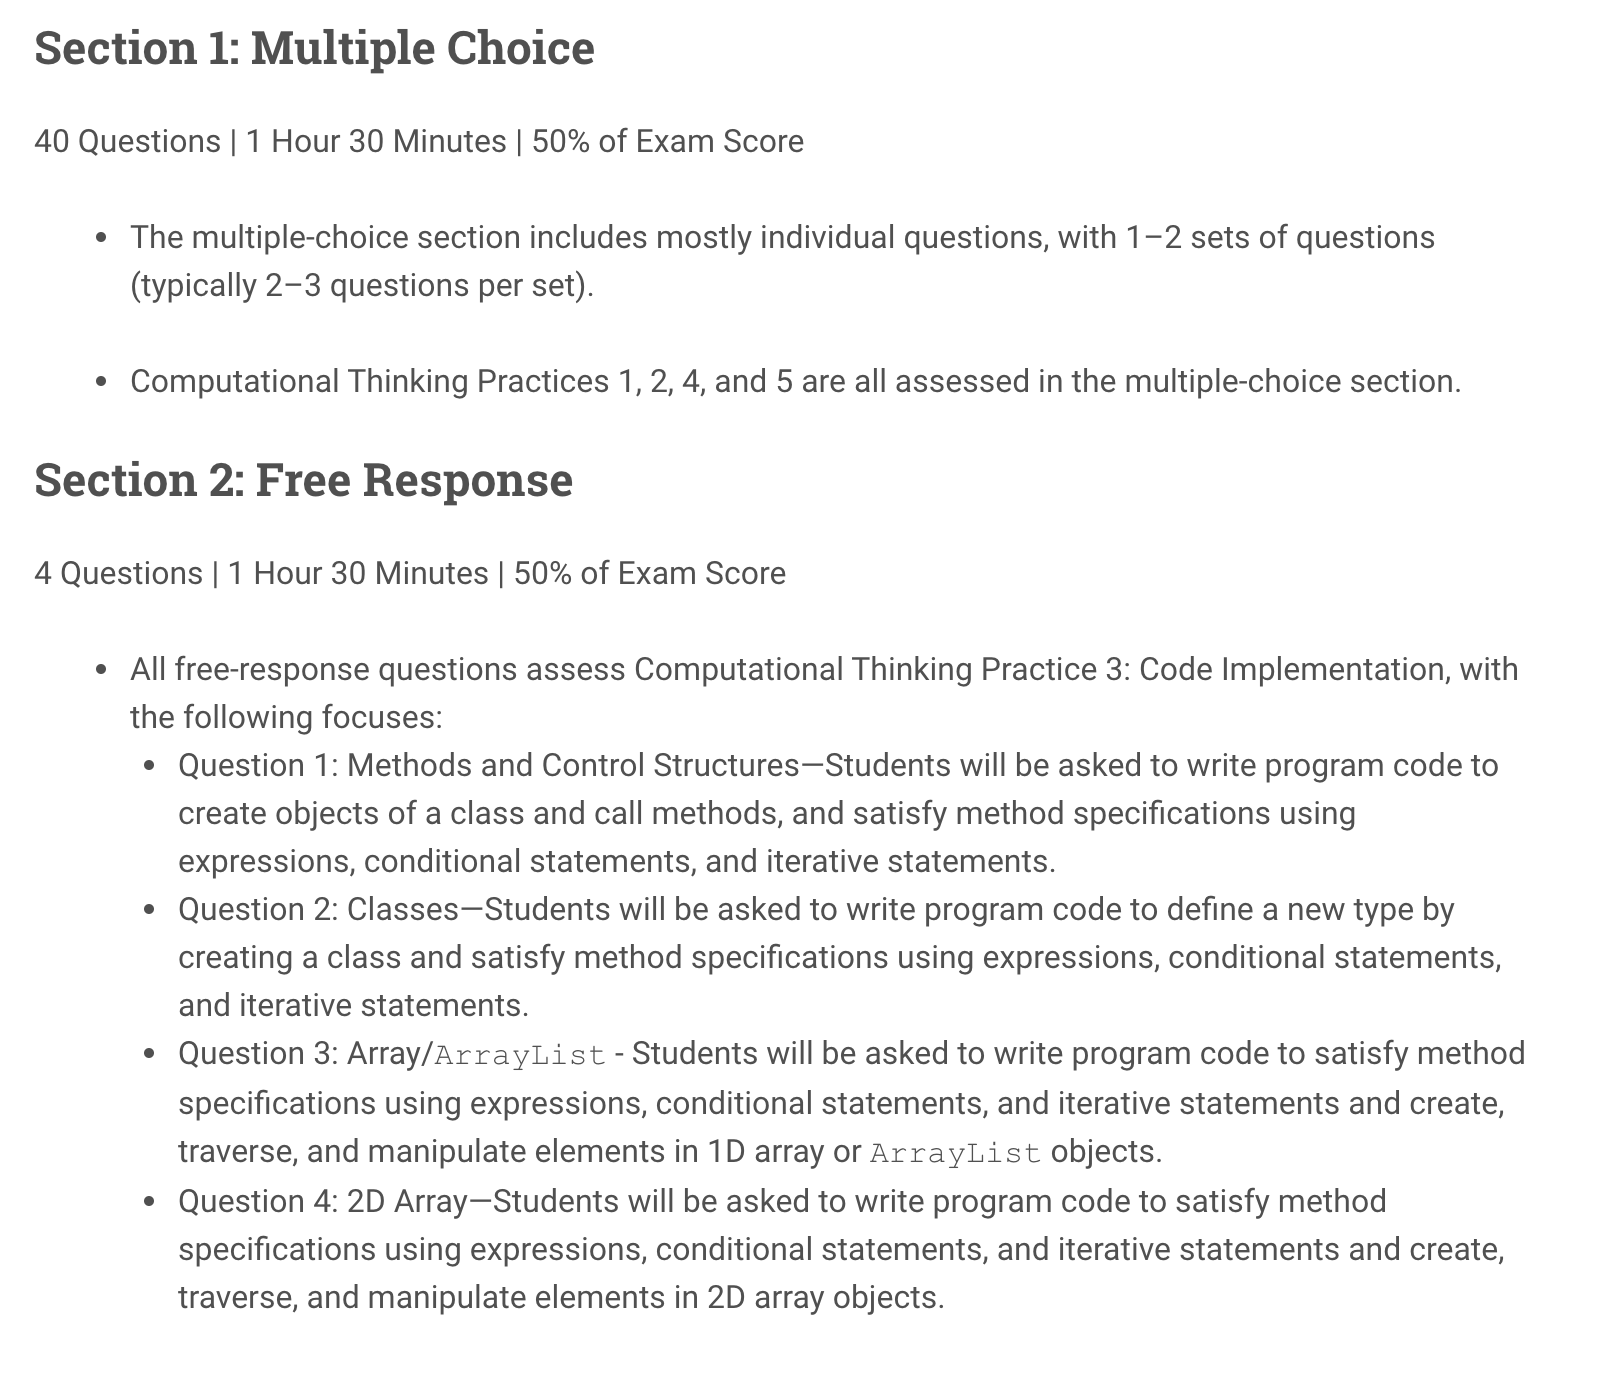 Section 1: Multiple Choice
40 Questions | 1 Hour 30 Minutes | 50% of Exam Score
The multiple-choice section includes mostly individual questions, with 1–2 sets of questions
(typically 2–3 questions per set).
Computational Thinking Practices 1, 2, 4, and 5 are all assessed in the multiple-choice section.
Section 2: Free Response
4 Questions | 1 Hour 30 Minutes | 50% of Exam Score
All free-response questions assess Computational Thinking Practice 3: Code Implementation, with
the following focuses:
Question 1: Methods and Control Structures—Students will be asked to write program code to
create objects of a class and call methods, and satisfy method specifications using
expressions, conditional statements, and iterative statements.
Question 2: Classes—Students will be asked to write program code to define a new type by
creating a class and satisfy method specifications using expressions, conditional statements,
and iterative statements.
Question 3: Array/ArrayList - Students will be asked to write program code to satisfy method
specifications using expressions, conditional statements, and iterative statements and create,
traverse, and manipulate elements in 1D array or ArrayList objects.
Question 4: 2D Array—Students will be asked to write program code to satisfy method
specifications using expressions, conditional statements, and iterative statements and create,
traverse, and manipulate elements in 2D array objects.